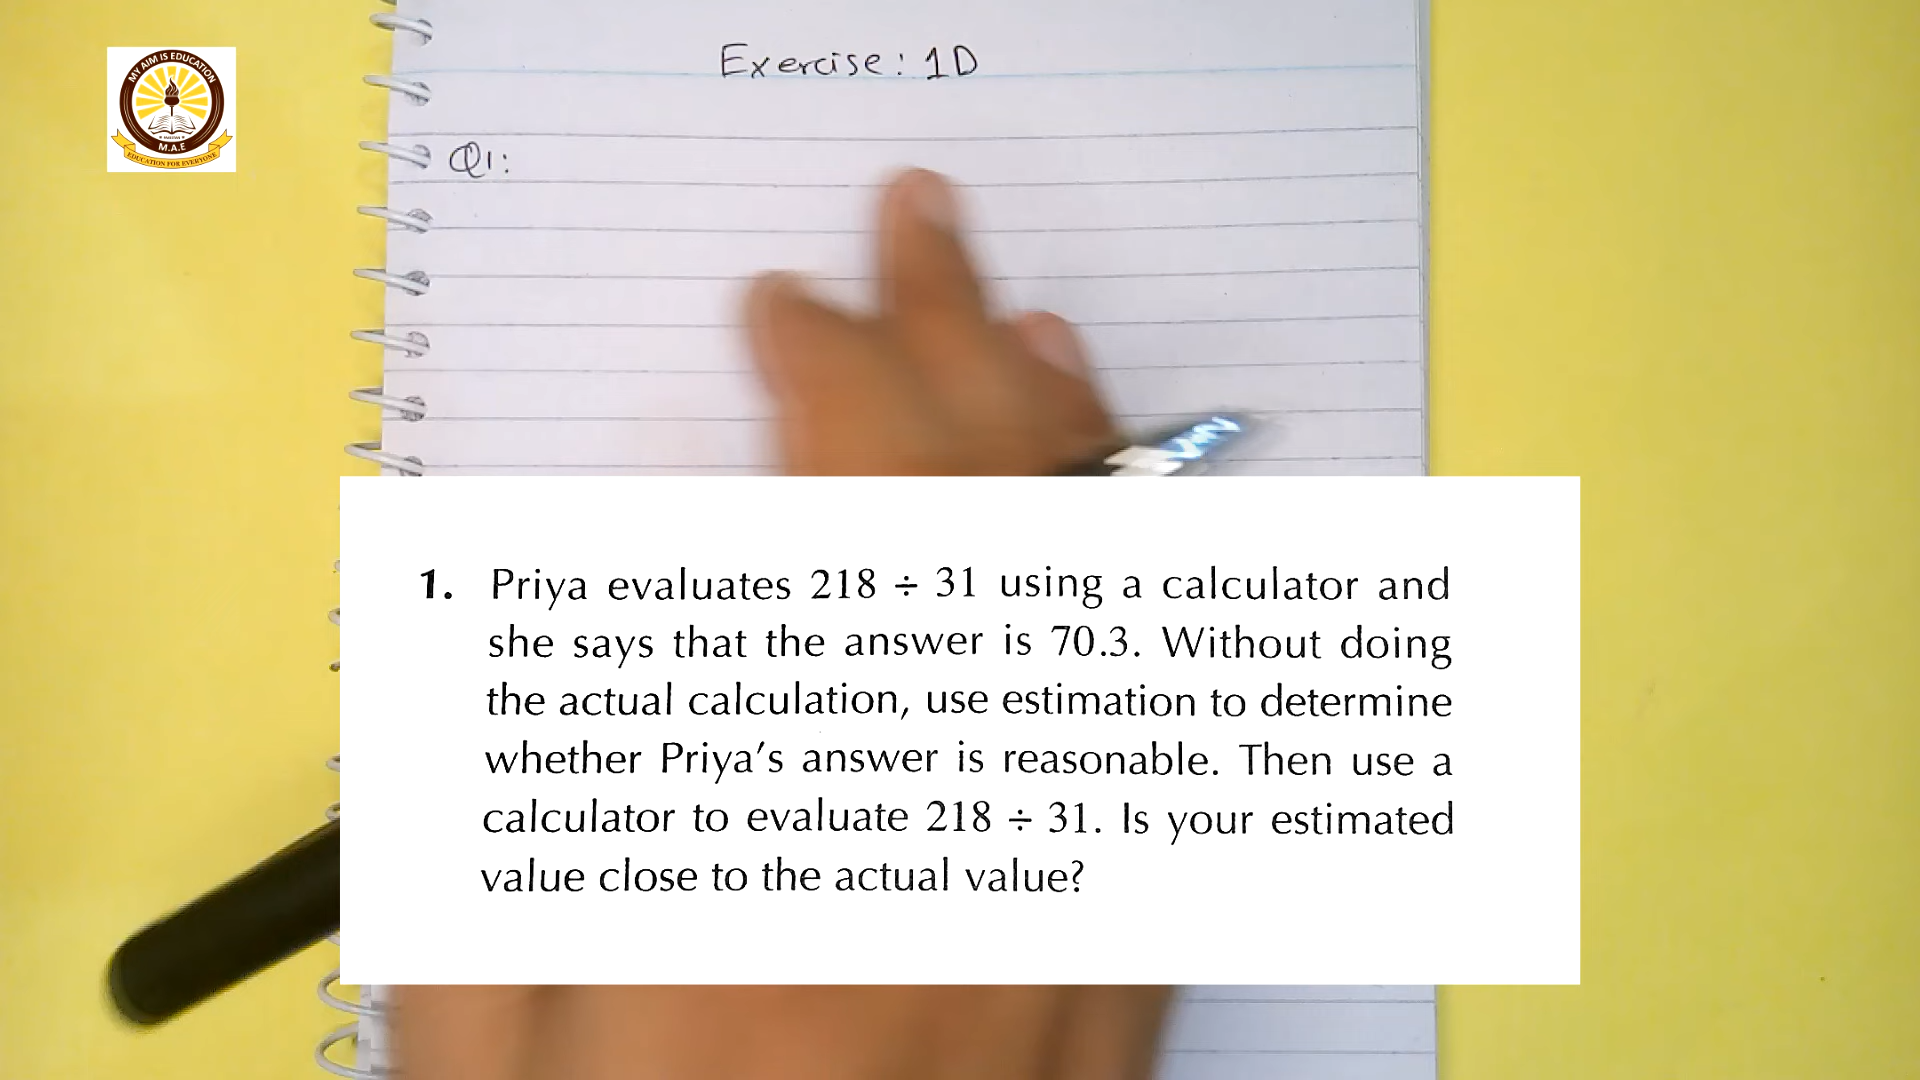 MY AIM IS EDUCATION
M.A.E
EDUCATION FOR EVERYONE
Exercise: 1D
Q1:
1. Priya evaluates 218 ÷ 31 using a calculator and
she says that the answer is 70.3. Without doing
the actual calculation, use estimation to determine
whether Priya's answer is reasonable. Then use a
calculator to evaluate 218 ÷ 31. Is your estimated
value close to the actual value?